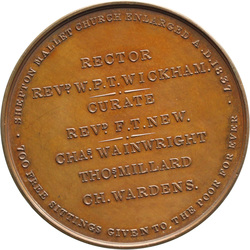 SHEPTON MALLET CHURCH ENLARGED A.D. 1837
RECTOR
REVD. W.P.T. WICKHAM.
CURATE
REVD. F.T. NEW.
CHAS. WAINWRIGHT
THOS. MILLARD
CH. WARDENS.
700 FREE SITTINGS GIVEN TO THE POOR FOR EVER